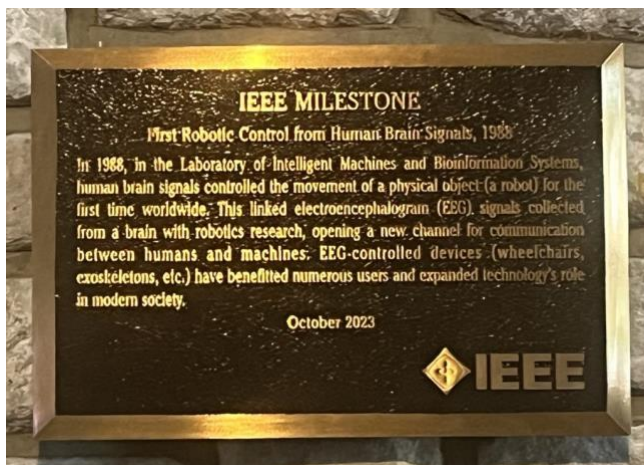 IEEE MILESTONE
First Robotic Control from Human Brain Signals, 1988
In 1988, in the Laboratory of Intelligent Machines and Bioinformation Systems,
human brain signals controlled the movement of a physical object (a robot) for the
first time worldwide. This linked electroencephalogram (EEG) signals collected
from a brain with robotics research, opening a new channel for communication
between humans and machines. EEG-controlled devices (wheelchairs,
exoskeletons, etc.) have benefitted numerous users and expanded technology's role
in modern society.
October 2023
IEEE